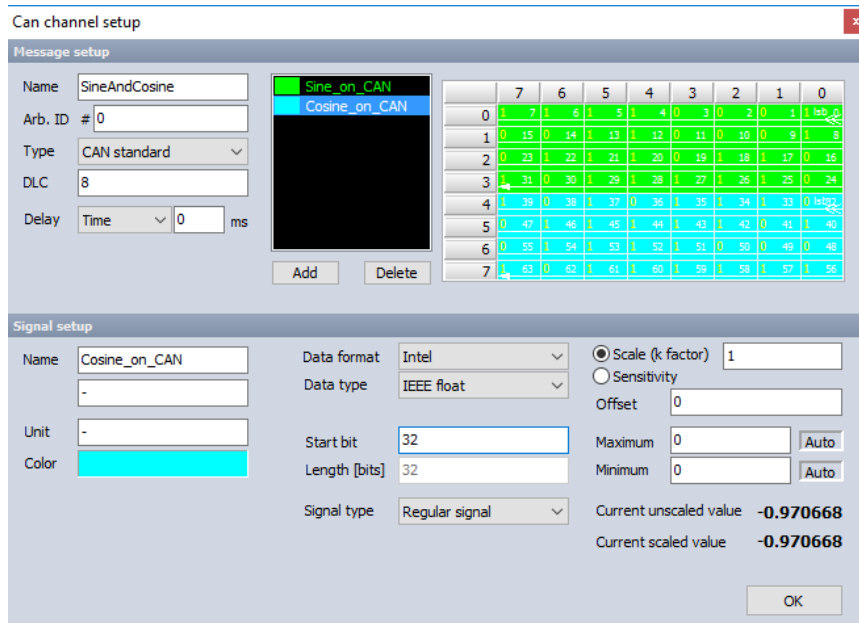 Can channel setup x
Message setup
Name SineAndCosine
Arb. ID # 0
Type CAN standard
DLC 8
Delay Time 0 ms
Sine_on_CAN
Cosine_on_CAN
Add Delete
7 6 5 4 3 2 1 0
0 1 7 1 6 1 5 1 4 0 3 0 2 0 1 1 lsb 0
1 0 15 0 14 1 13 1 12 0 11 0 10 0 9 1 8
2 0 23 1 22 1 21 1 20 0 19 1 18 1 17 0 16
3 1 31 0 30 1 29 1 28 1 27 1 26 1 25 0 24
4 1 39 0 38 1 37 0 36 1 35 1 34 1 33 0 lsb32
5 0 47 1 46 1 45 1 44 1 43 1 42 0 41 1 40
6 0 55 1 54 1 53 1 52 1 51 0 50 0 49 0 48
7 1 63 0 62 1 61 1 60 1 59 1 58 1 57 1 56
Signal setup
Name Cosine_on_CAN
-
Unit -
Color
Data format Intel
Data type IEEE float
Start bit 32
Length [bits] 32
Signal type Regular signal
Scale (k factor) 1
Sensitivity
Offset 0
Maximum 0 Auto
Minimum 0 Auto
Current unscaled value -0.970668
Current scaled value -0.970668
OK